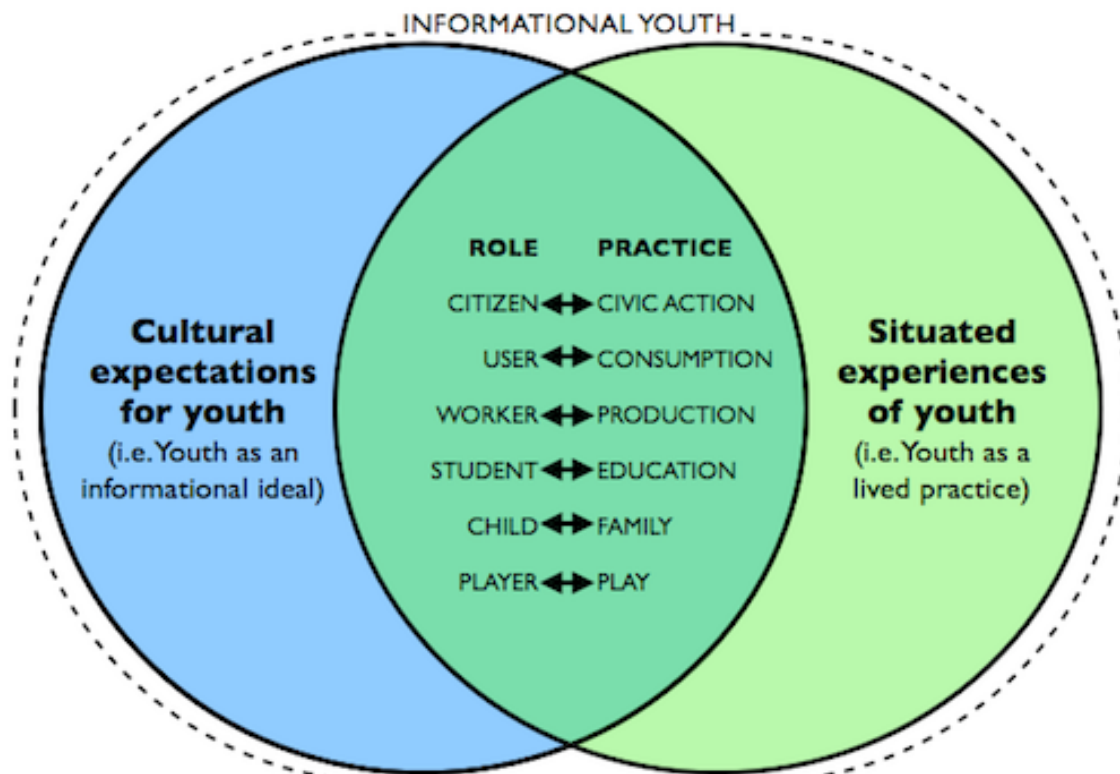 INFORMATIONAL YOUTH
Cultural
expectations
for youth
(i.e. Youth as an
informational ideal)
ROLE PRACTICE
CITIZEN CIVIC ACTION
USER CONSUMPTION
WORKER PRODUCTION
STUDENT EDUCATION
CHILD FAMILY
PLAYER PLAY
Situated
experiences
of youth
(i.e. Youth as a
lived practice)